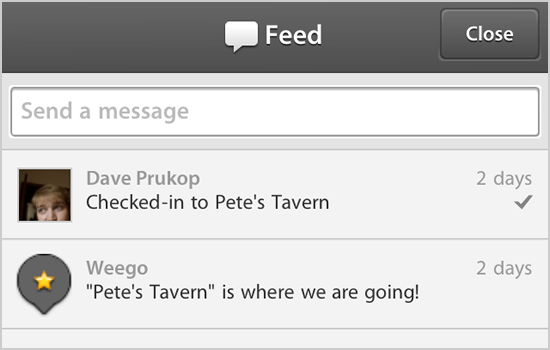 Feed
Close
Send a message
Dave Prukop
2 days
Checked-in to Pete's Tavern
Weego
2 days
"Pete's Tavern" is where we are going!